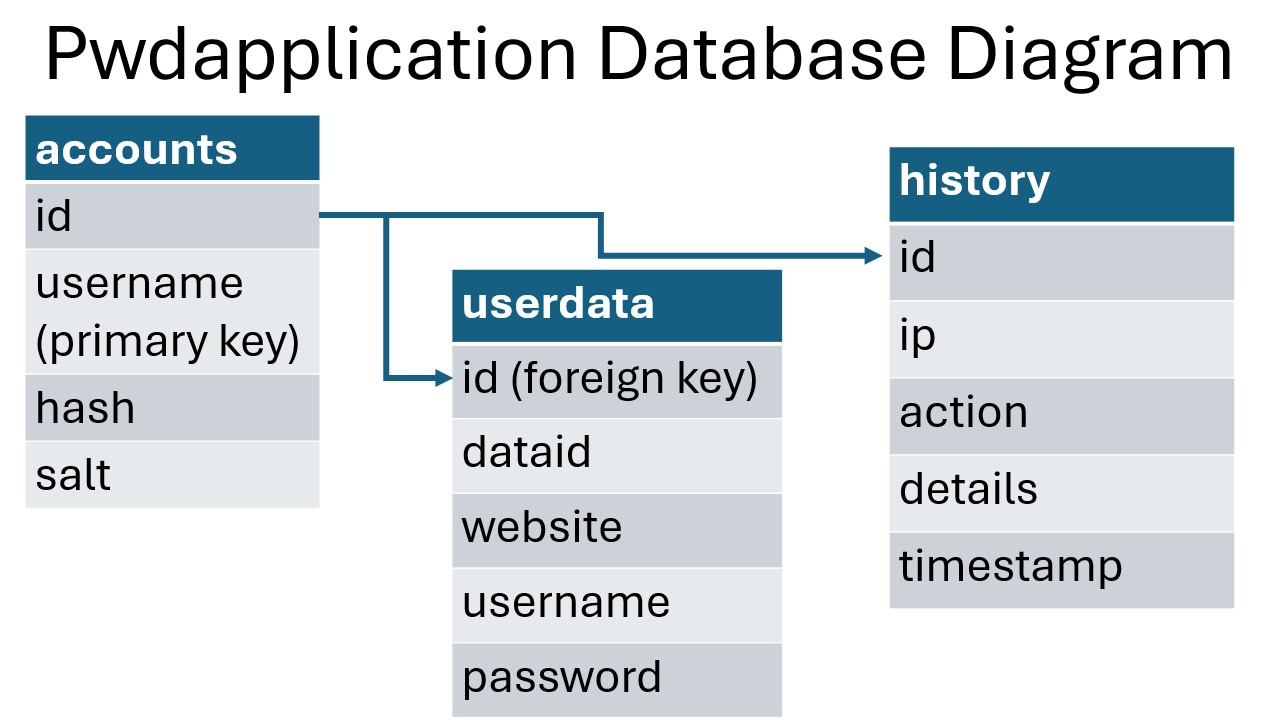 Pwdapplication Database Diagram
accounts
id
username
(primary key)
hash
salt
userdata
id (foreign key)
dataid
website
username
password
history
id
ip
action
details
timestamp